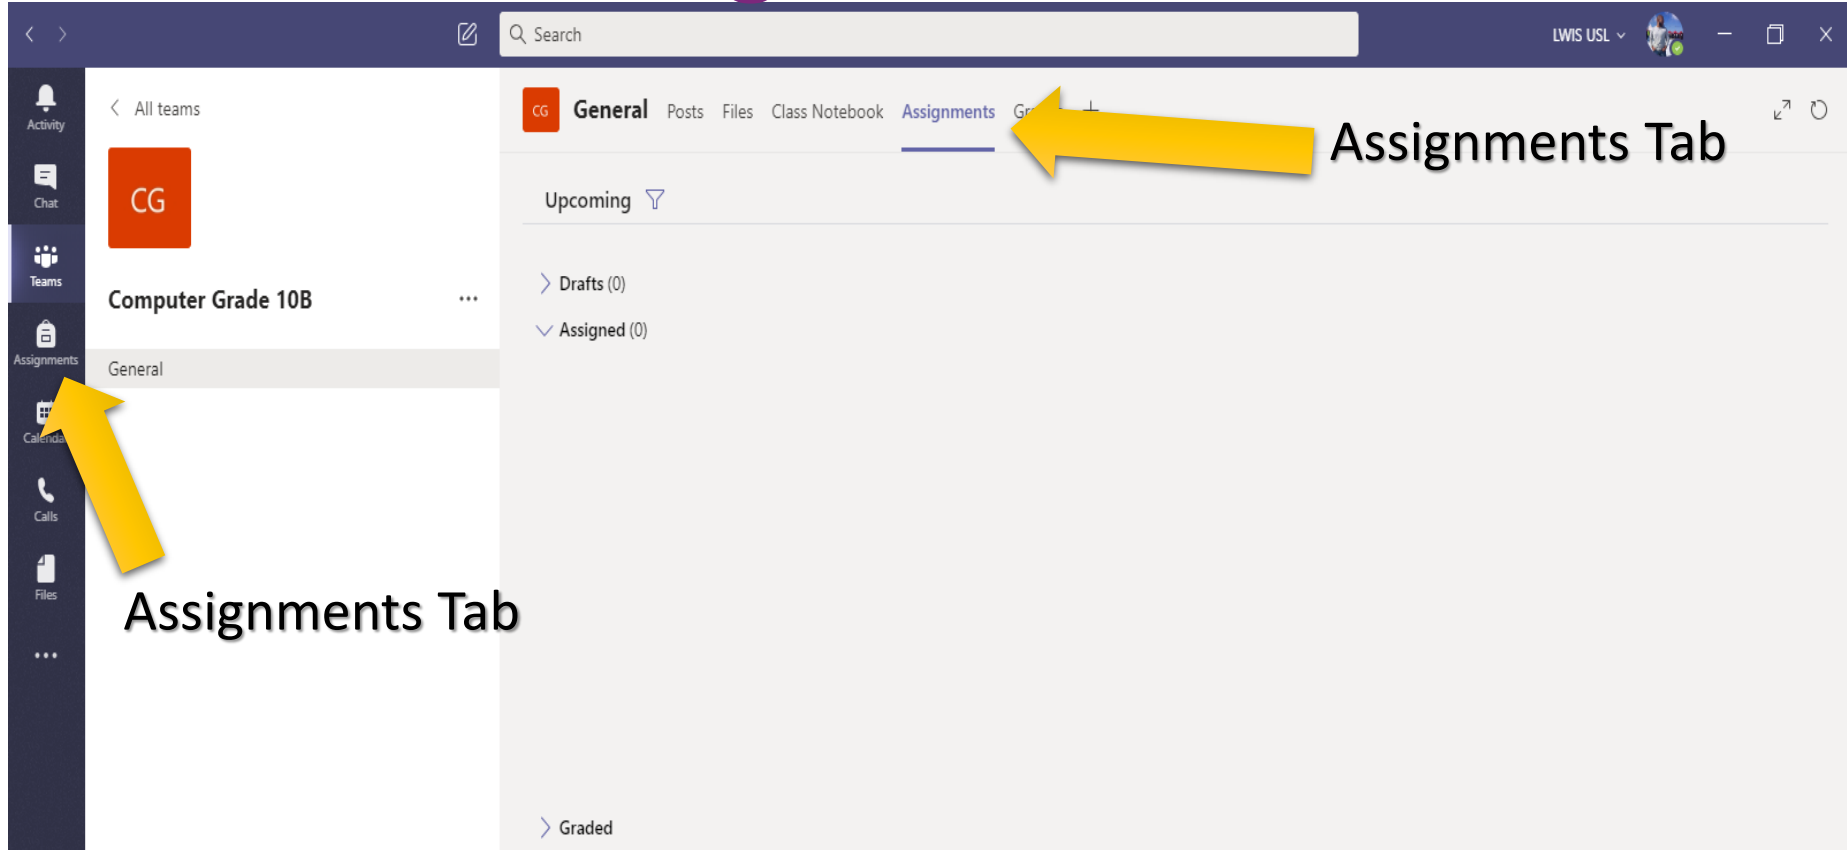 Search
LWIS USL
Activity
Chat
Teams
Assignments
Calls
Files
All teams
CG
Computer Grade 10B
General
CG General Posts Files Class Notebook Assignments
Assignments Tab
Upcoming
Drafts (0)
Assigned (0)
Graded
Assignments Tab